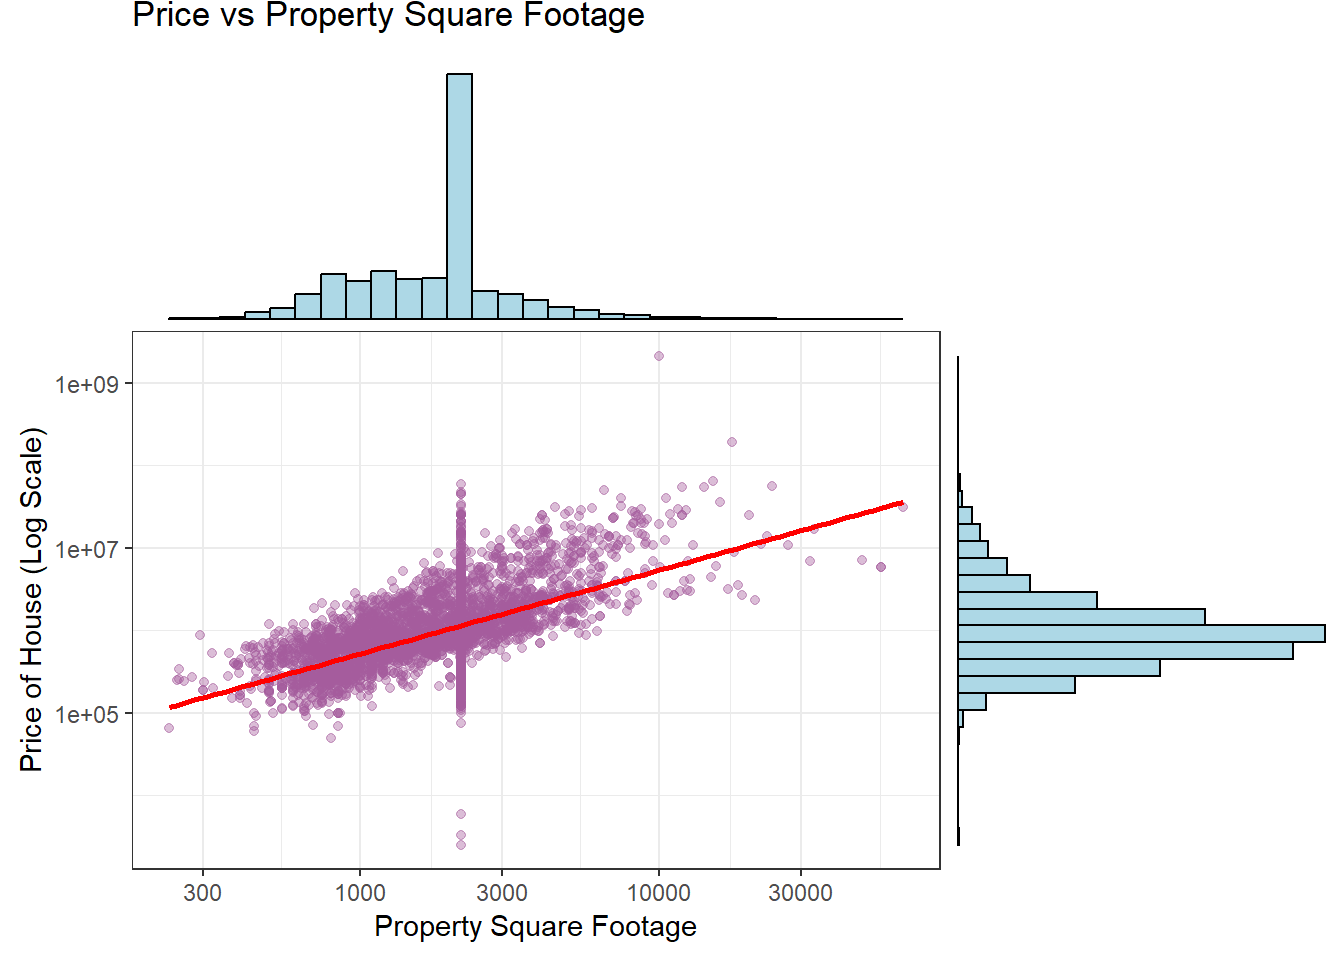 Price vs Property Square Footage
Price of House (Log Scale)
1e+09
1e+07
1e+05
300 1000 3000 10000 30000
Property Square Footage